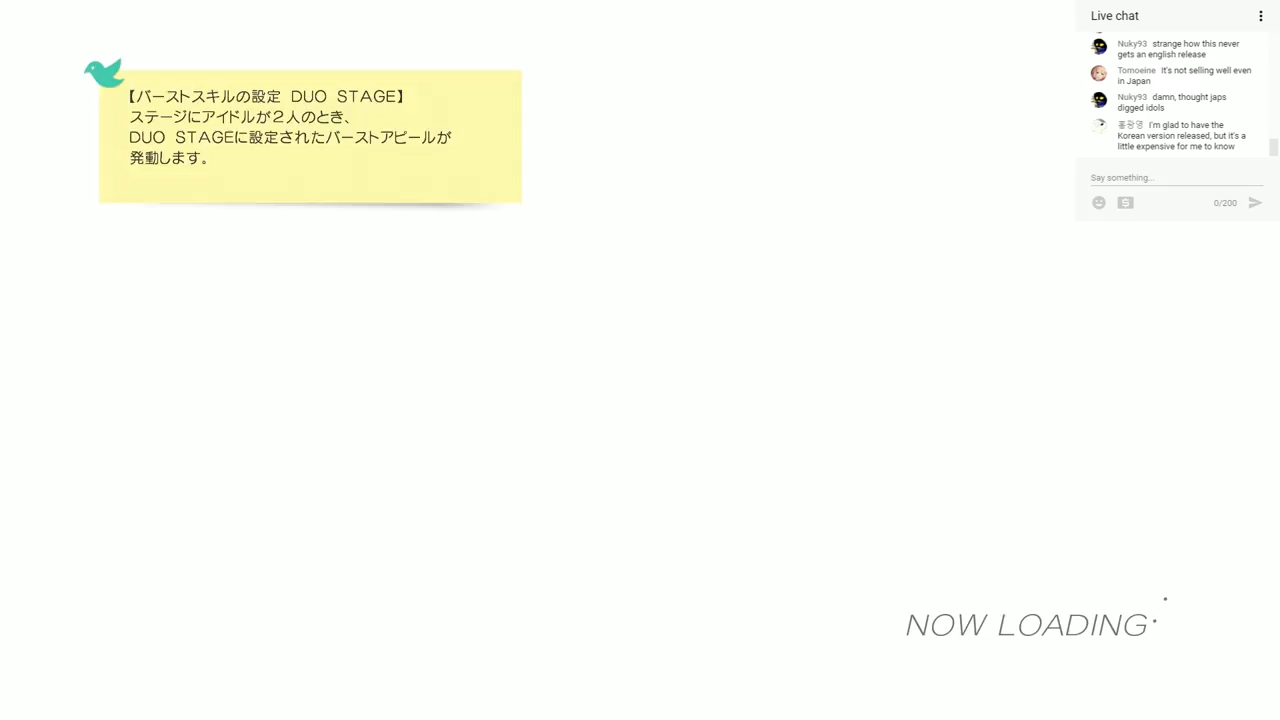 【バーストスキルの設定 DUO STAGE】
ステージにアイドルが2人のとき、
DUO STAGEに設定されたバーストアピールが
発動します。
NOW LOADING
Live chat
Nuky93 strange how this never
gets an english release
Tomoeine It's not selling well even
in Japan
Nuky93 damn, thought japs
digged idols
홍광영 I'm glad to have the
Korean version released, but it's a
little expensive for me to know
Say something...
0/200